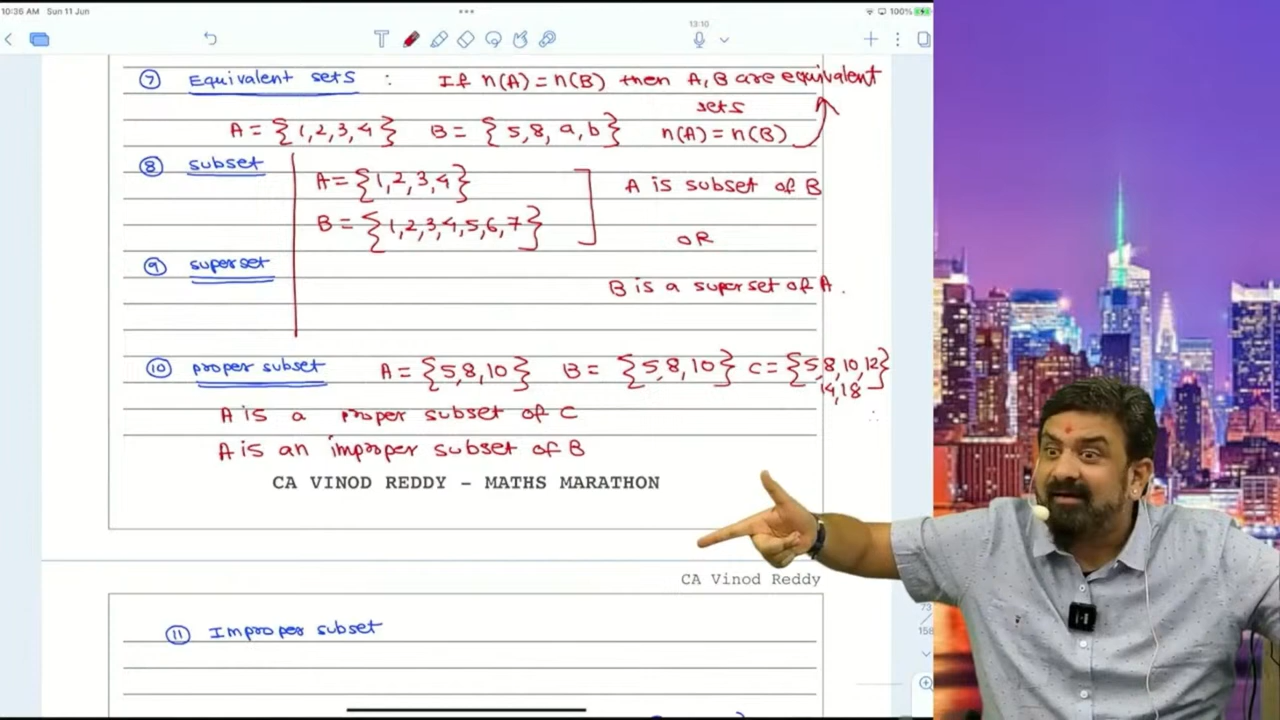 10:36 AM Sun 11 Jun
100%
13:10
T
⑦ Equivalent sets : If n(A) = n(B) then A, B are equivalent
sets
A = {1,2,3,4} B = {5,8,a,b} n(A) = n(B)
⑧ subset
A = {1,2,3,4}
A is subset of B
B = {1,2,3,4,5,6,7}
OR
⑨ superset
B is a superset of A.
⑩ proper subset A = {5,8,10} B = {5,8,10} C = {5,8,10,12,
14,18}
A is a proper subset of C
A is an improper subset of B
CA VINOD REDDY - MATHS MARATHON
CA Vinod Reddy
73
158
⑪ Improper subset